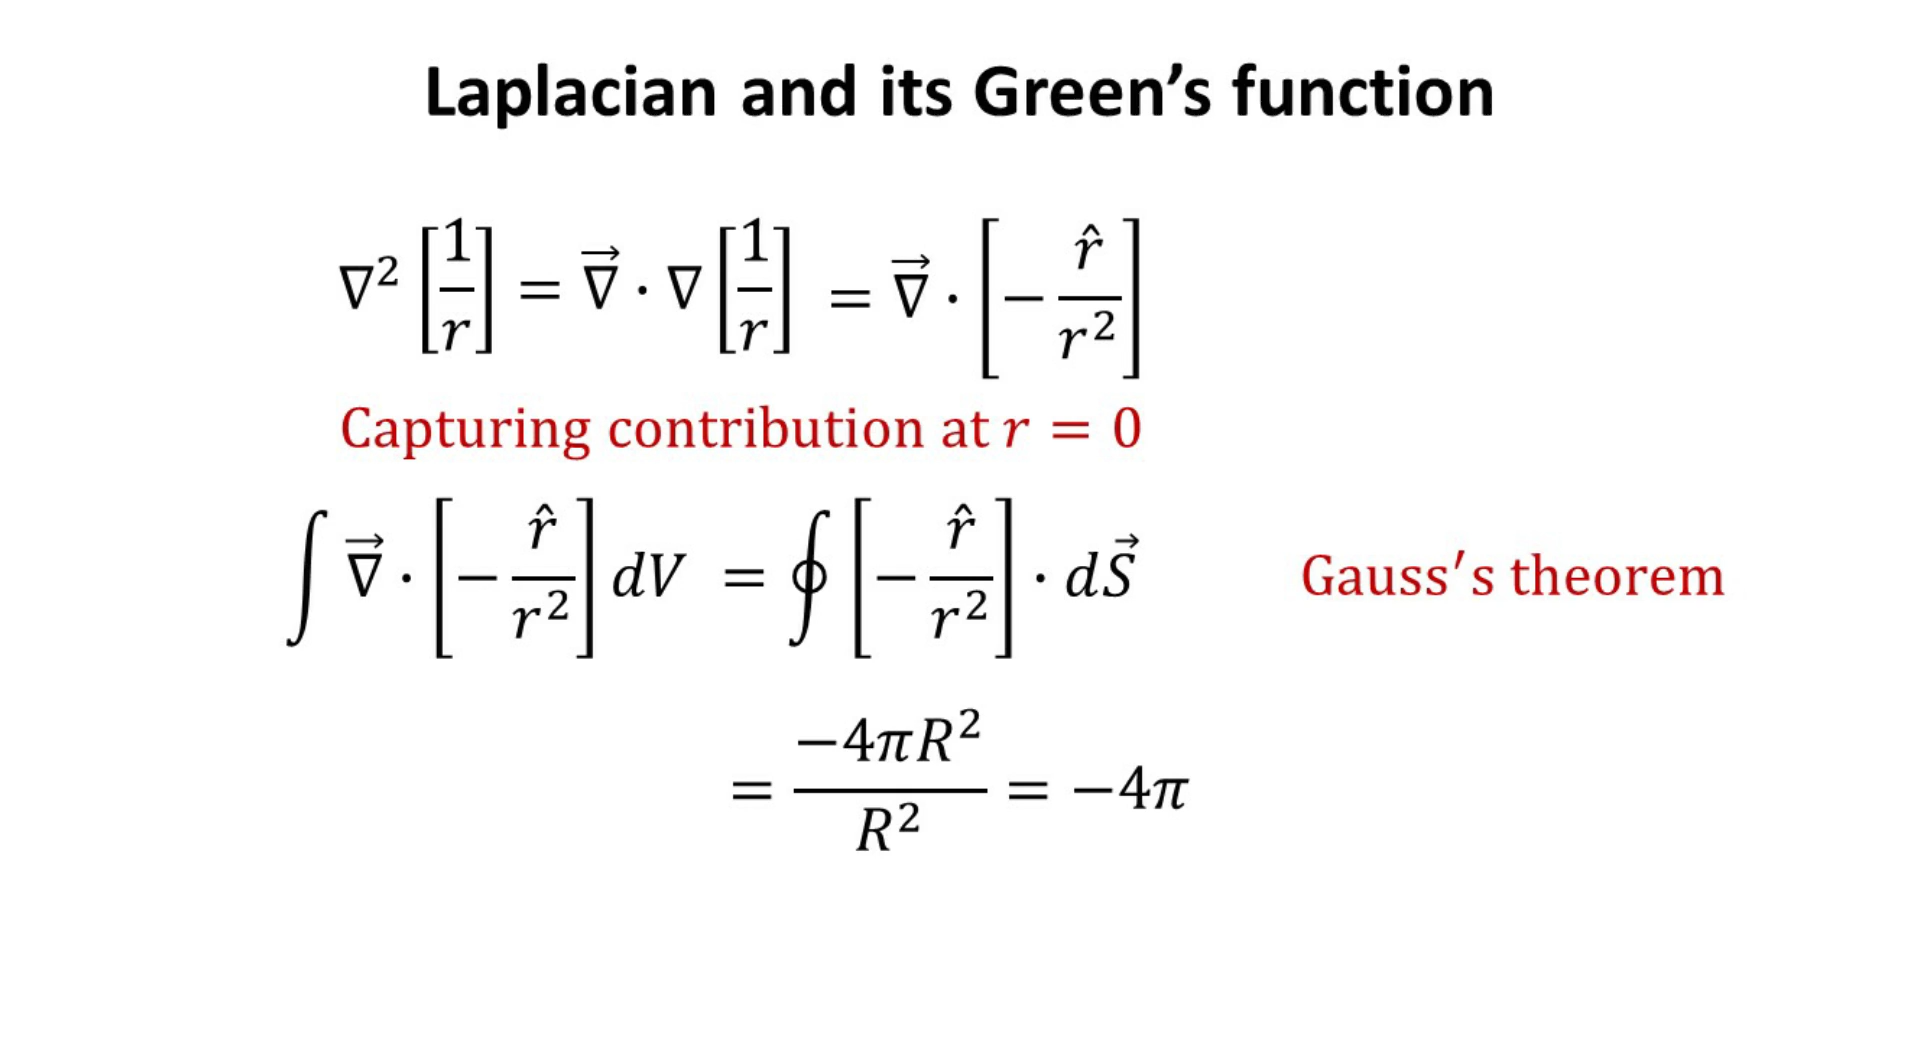 Laplacian and its Green’s function
∇² [1/r] = ∇⃗ · ∇ [1/r] = ∇⃗ · [− r̂/r²]
Capturing contribution at r = 0
∫ ∇⃗ · [− r̂/r²] dV = ∮ [− r̂/r²] · dS⃗ Gauss′s theorem
= −4πR²/R² = −4π